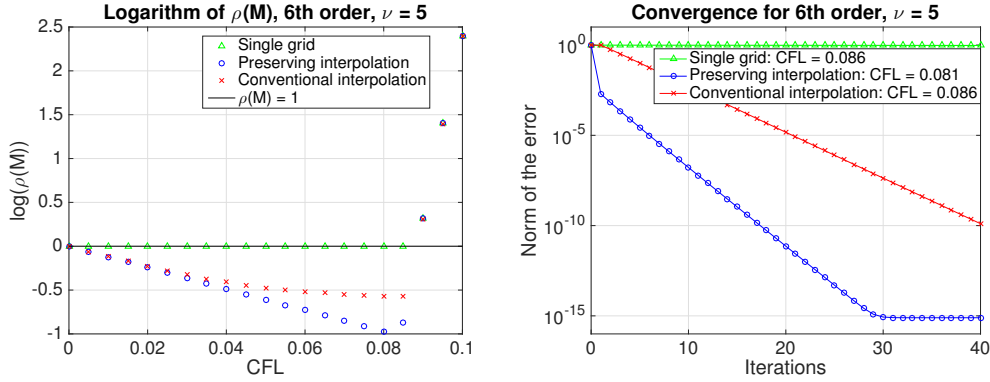 Logarithm of ρ(M), 6th order, ν = 5
2.5
2
1.5
1
0.5
0
-0.5
-1
log(ρ(M))
Single grid
Preserving interpolation
Conventional interpolation
ρ(M) = 1
0 0.02 0.04 0.06 0.08 0.1
CFL
Convergence for 6th order, ν = 5
10^0
10^-5
10^-10
10^-15
Norm of the error
Single grid: CFL = 0.086
Preserving interpolation: CFL = 0.081
Conventional interpolation: CFL = 0.086
0 10 20 30 40
Iterations